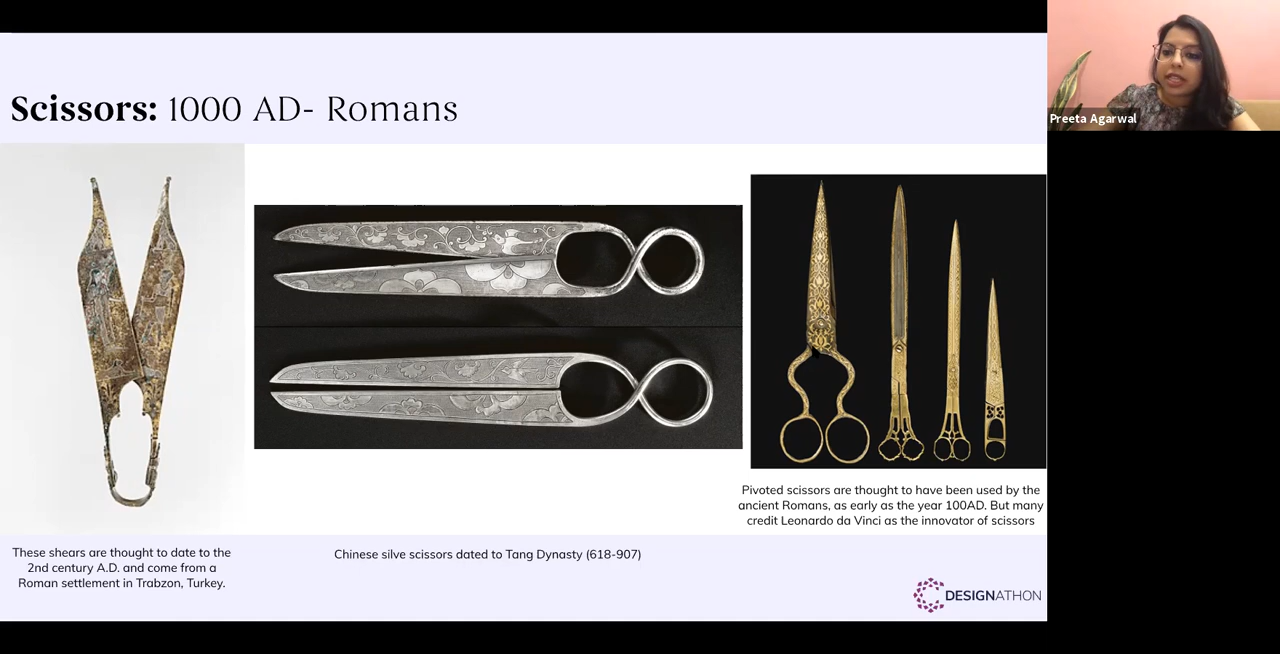 Scissors: 1000 AD- Romans
Preeta Agarwal
Pivoted scissors are thought to have been used by the
ancient Romans, as early as the year 100AD. But many
credit Leonardo da Vinci as the innovator of scissors
These shears are thought to date to the
2nd century A.D. and come from a
Roman settlement in Trabzon, Turkey.
Chinese silve scissors dated to Tang Dynasty (618-907)
DESIGNATHON